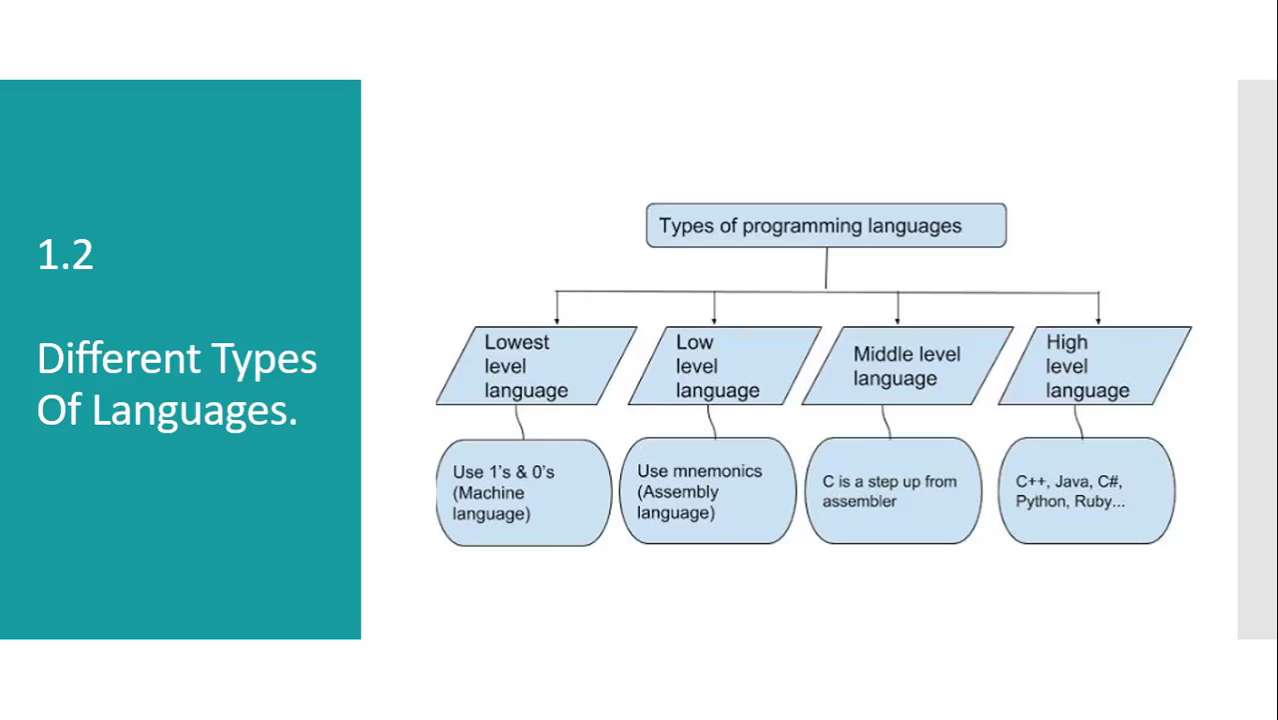 1.2
Different Types
Of Languages.
Types of programming languages
Lowest
level
language
Low
level
language
Middle level
language
High
level
language
Use 1's & 0's
(Machine
language)
Use mnemonics
(Assembly
language)
C is a step up from
assembler
C++, Java, C#,
Python, Ruby...